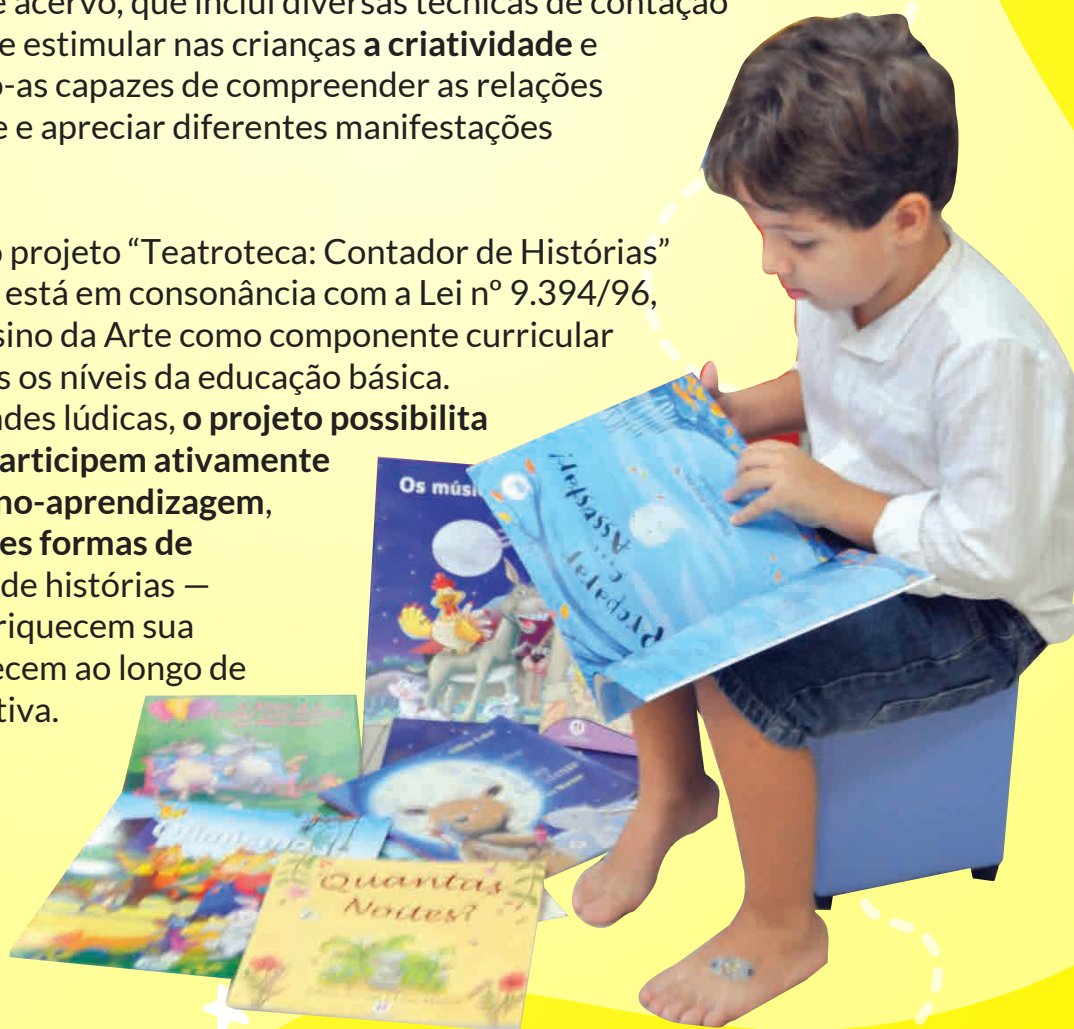 e acervo, que inclui diversas técnicas de contação
e estimular nas crianças a criatividade e
-as capazes de compreender as relações
e e apreciar diferentes manifestações
o projeto “Teatroteca: Contador de Histórias”
está em consonância com a Lei nº 9.394/96,
sino da Arte como componente curricular
s os níveis da educação básica.
des lúdicas, o projeto possibilita
articipem ativamente
no-aprendizagem,
es formas de
de histórias —
riquecem sua
ecem ao longo de
tiva.
Os músi
Preparar
e... Assustar!
Quantas
Noites?